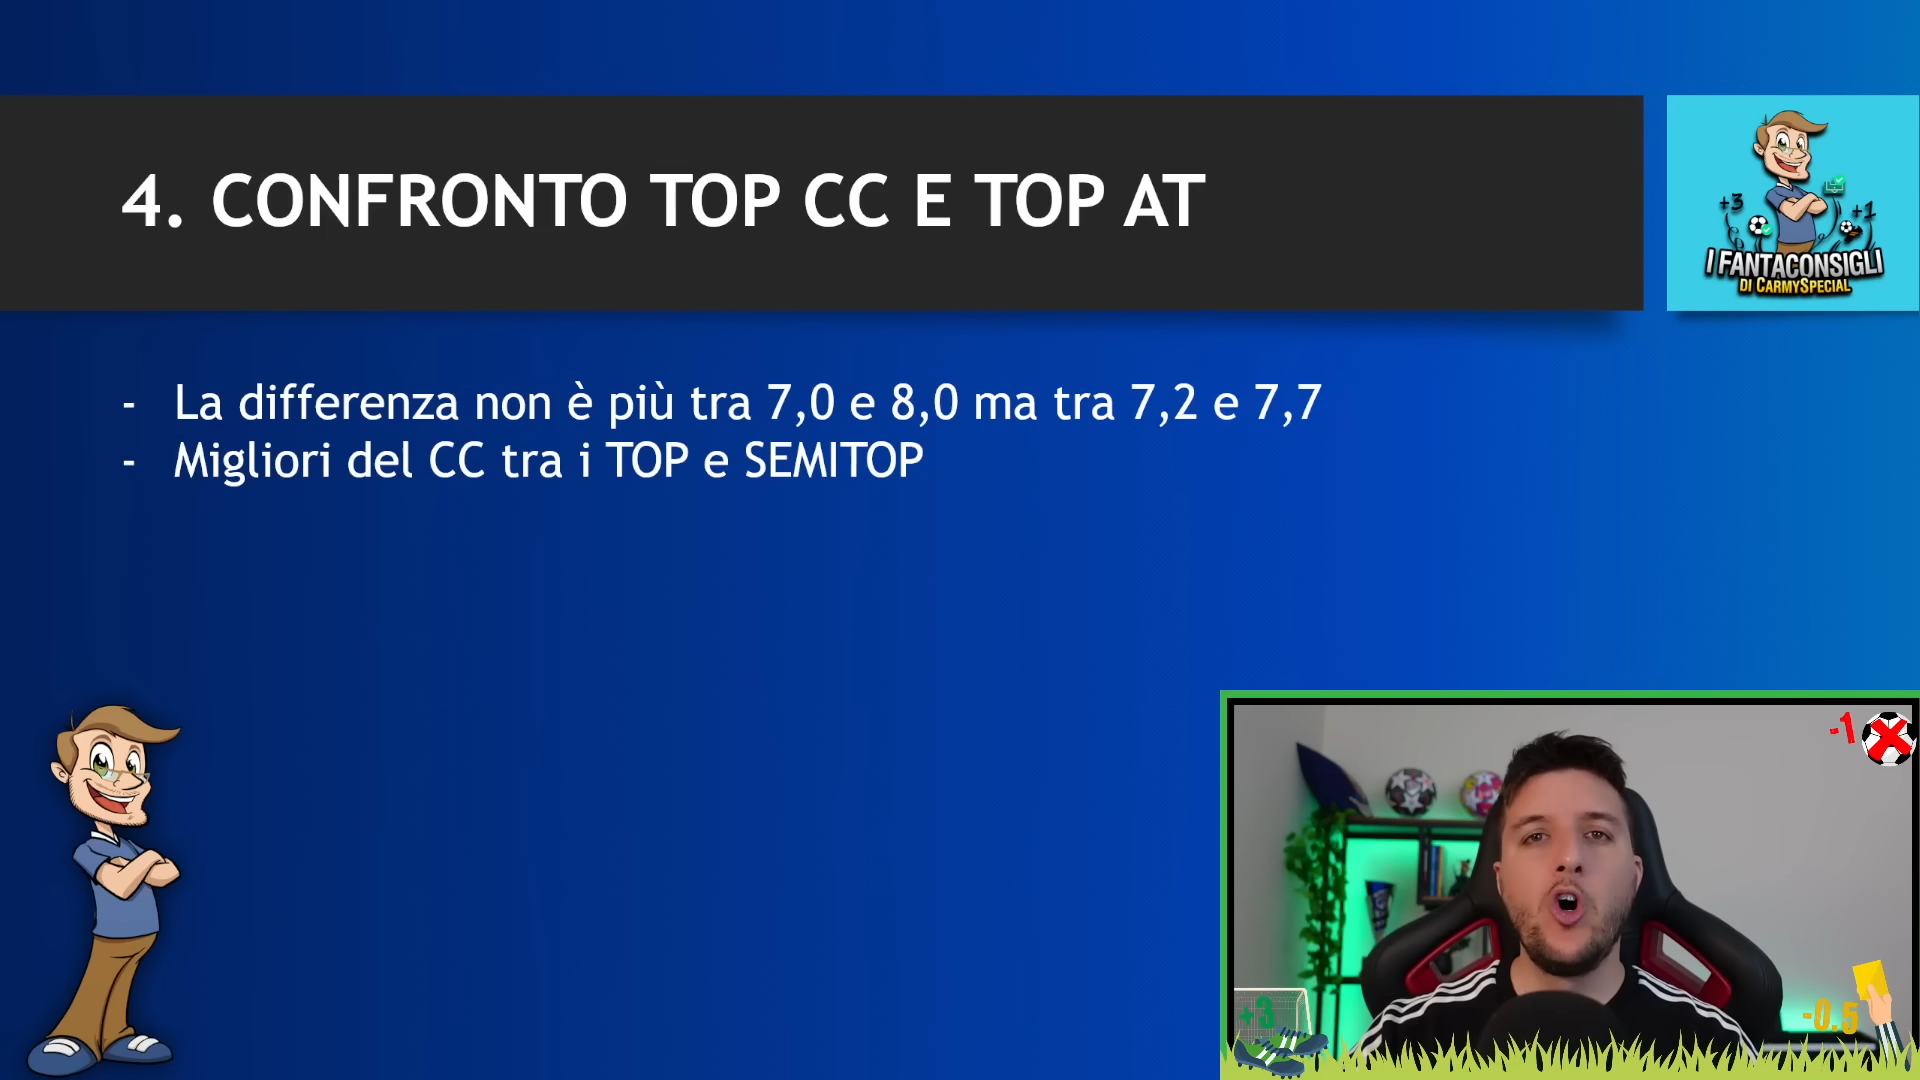 4. CONFRONTO TOP CC E TOP AT
+3
+1
I FANTACONSIGLI
DI CARMYSPECIAL
- La differenza non è più tra 7,0 e 8,0 ma tra 7,2 e 7,7
- Migliori del CC tra i TOP e SEMITOP
-1
+3
-0.5